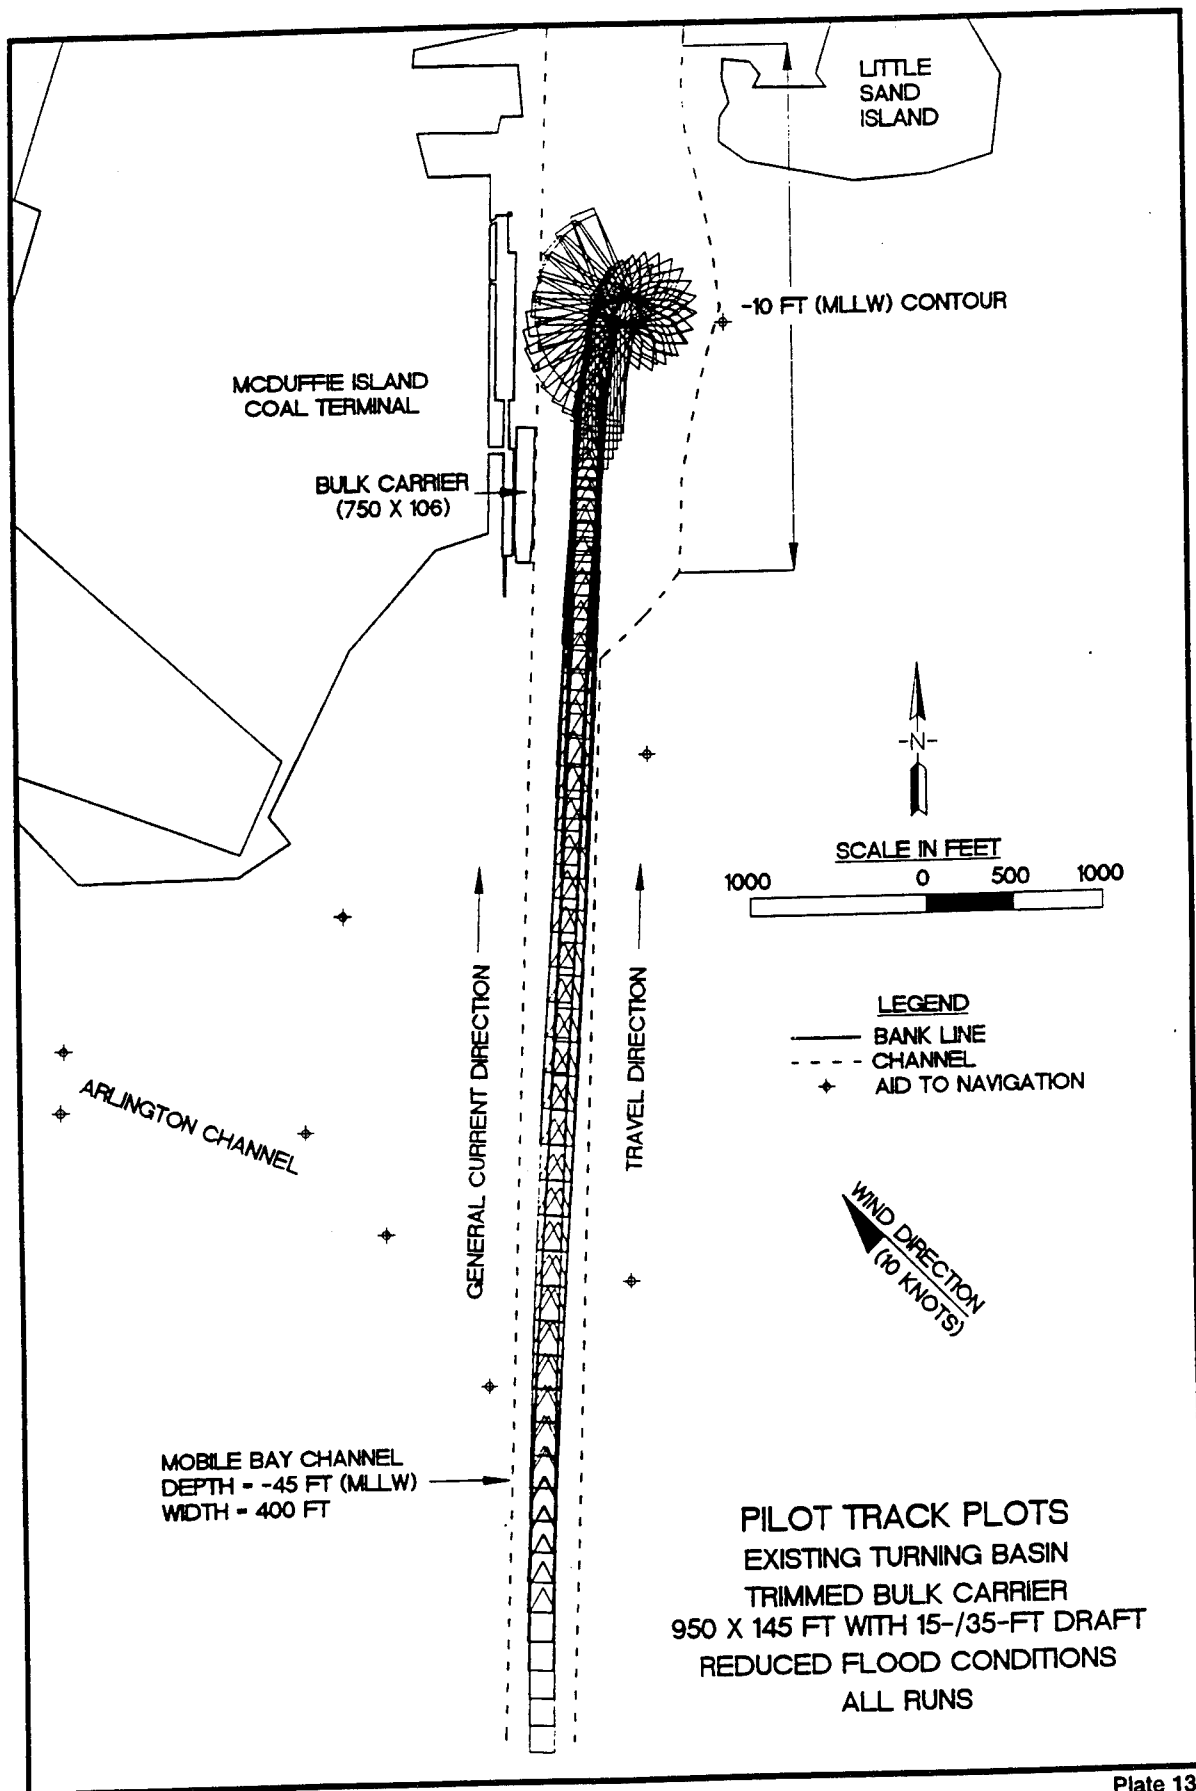 LITTLE
SAND
ISLAND
-10 FT (MLLW) CONTOUR
MCDUFFIE ISLAND
COAL TERMINAL
BULK CARRIER
(750 X 106)
-N-
SCALE IN FEET
1000 0 500 1000
GENERAL CURRENT DIRECTION
TRAVEL DIRECTION
LEGEND
BANK LINE
CHANNEL
AID TO NAVIGATION
ARLINGTON CHANNEL
WIND DIRECTION
(10 KNOTS)
MOBILE BAY CHANNEL
DEPTH = -45 FT (MLLW)
WIDTH = 400 FT
PILOT TRACK PLOTS
EXISTING TURNING BASIN
TRIMMED BULK CARRIER
950 X 145 FT WITH 15-/35-FT DRAFT
REDUCED FLOOD CONDITIONS
ALL RUNS
Plate 13